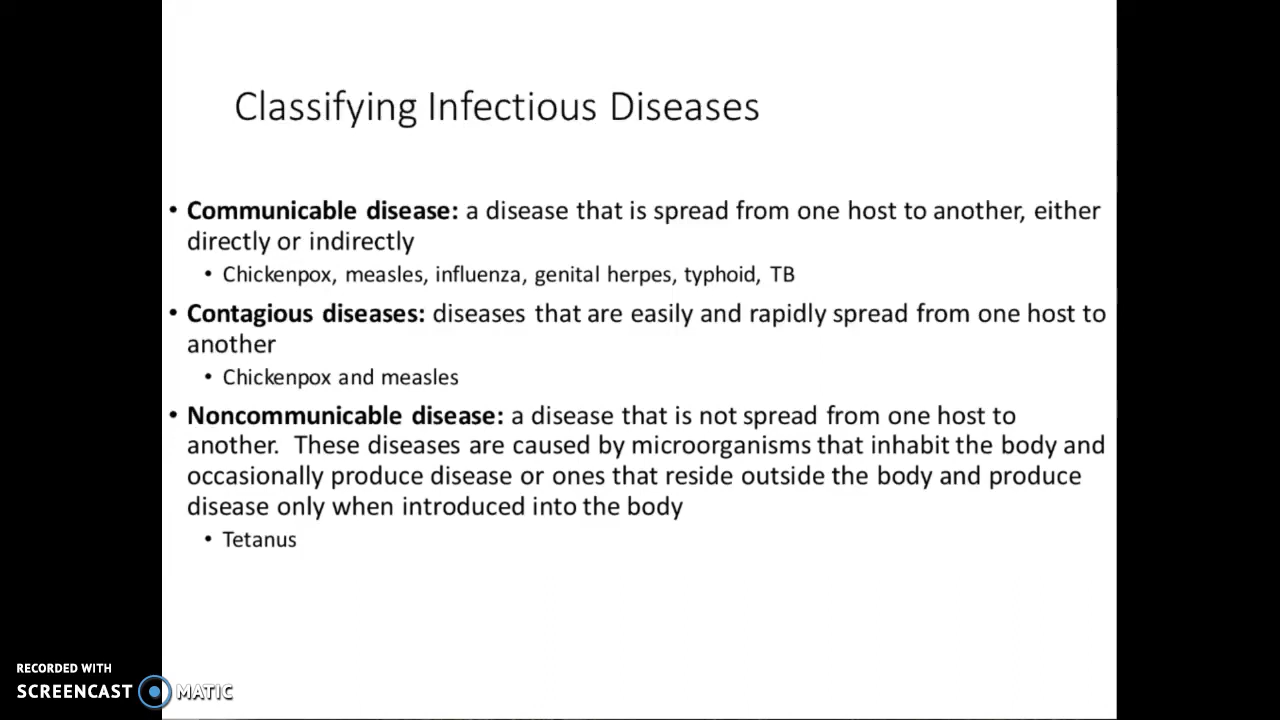 Classifying Infectious Diseases
• Communicable disease: a disease that is spread from one host to another, either
directly or indirectly
• Chickenpox, measles, influenza, genital herpes, typhoid, TB
• Contagious diseases: diseases that are easily and rapidly spread from one host to
another
• Chickenpox and measles
• Noncommunicable disease: a disease that is not spread from one host to
another. These diseases are caused by microorganisms that inhabit the body and
occasionally produce disease or ones that reside outside the body and produce
disease only when introduced into the body
• Tetanus
RECORDED WITH
SCREENCAST MATIC